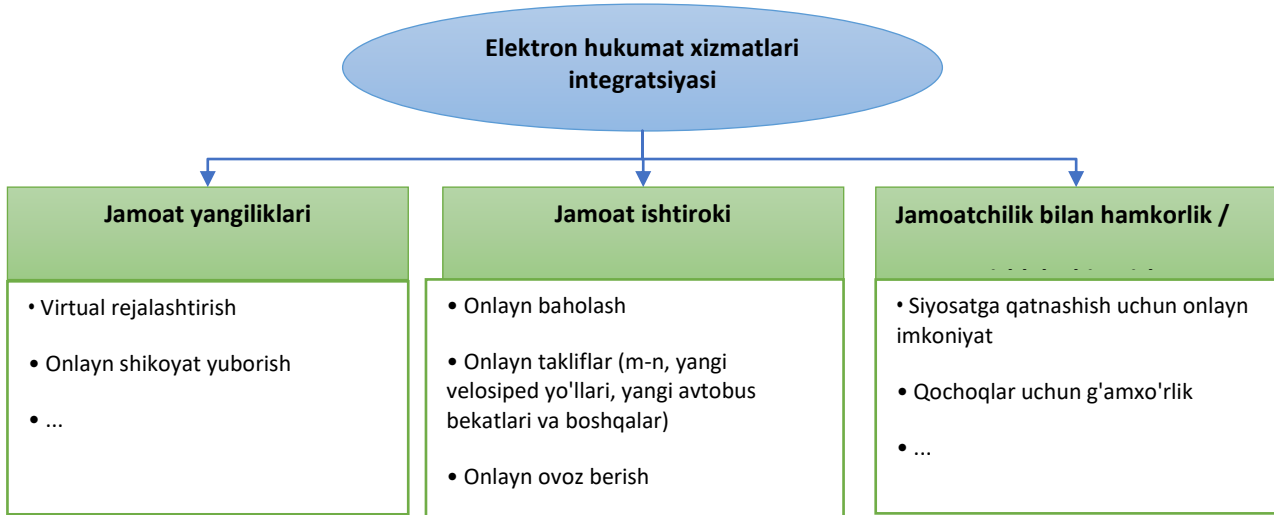 Elektron hukumat xizmatlari
integratsiyasi
Jamoat yangiliklari
• Virtual rejalashtirish
• Onlayn shikoyat yuborish
• ...
Jamoat ishtiroki
• Onlayn baholash
• Onlayn takliflar (m-n, yangi
velosiped yo'llari, yangi avtobus
bekatlari va boshqalar)
• Onlayn ovoz berish
Jamoatchilik bilan hamkorlik /
• Siyosatga qatnashish uchun onlayn
imkoniyat
• Qochoqlar uchun g'amxo'rlik
• ...